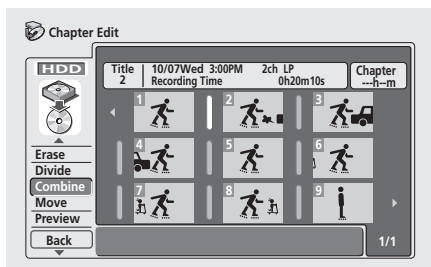 Chapter Edit
HDD
Title 10/07Wed 3:00PM 2ch LP Chapter
2 Recording Time 0h20m10s ---h--m
1 2 3
4 5 6
7 8 9
Erase
Divide
Combine
Move
Preview
Back
1/1